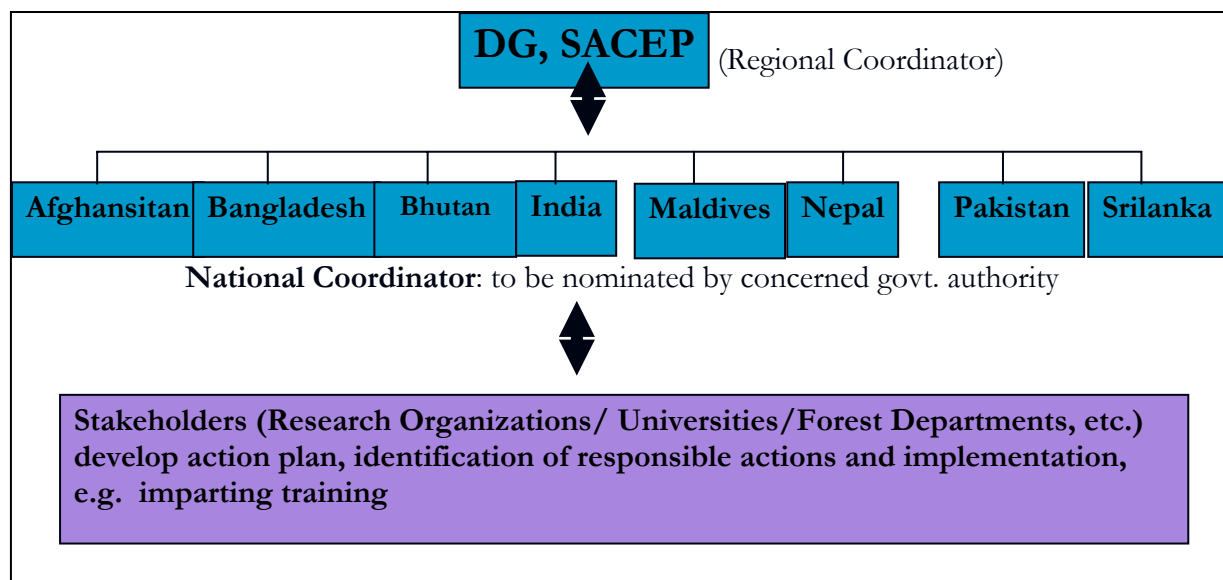 DG, SACEP (Regional Coordinator)
Afghansitan Bangladesh Bhutan India Maldives Nepal Pakistan Srilanka
National Coordinator: to be nominated by concerned govt. authority
Stakeholders (Research Organizations/ Universities/Forest Departments, etc.)
develop action plan, identification of responsible actions and implementation,
e.g. imparting training